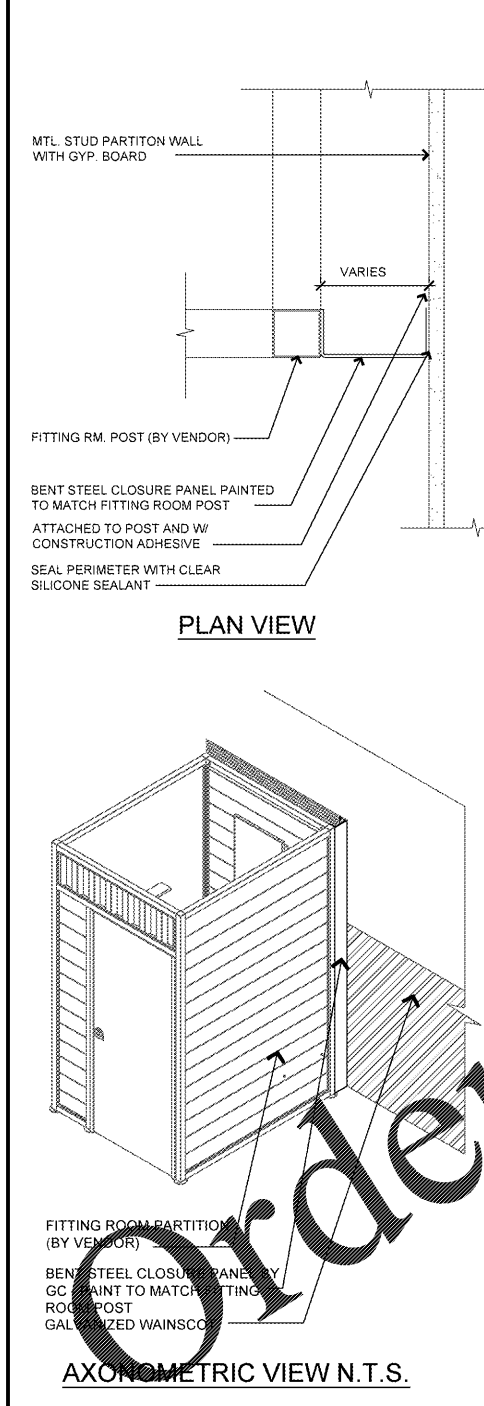 MTL. STUD PARTITON WALL
WITH GYP. BOARD
VARIES
FITTING RM. POST (BY VENDOR)
BENT STEEL CLOSURE PANEL PAINTED
TO MATCH FITTING ROOM POST
ATTACHED TO POST AND W/
CONSTRUCTION ADHESIVE
SEAL PERIMETER WITH CLEAR
SILICONE SEALANT
PLAN VIEW
FITTING ROOM PARTITION
(BY VENDOR)
BENT STEEL CLOSURE PANEL BY
GC - PAINT TO MATCH FITTING
ROOM POST
GALVANIZED WAINSCOT
AXONOMETRIC VIEW N.T.S.
Order